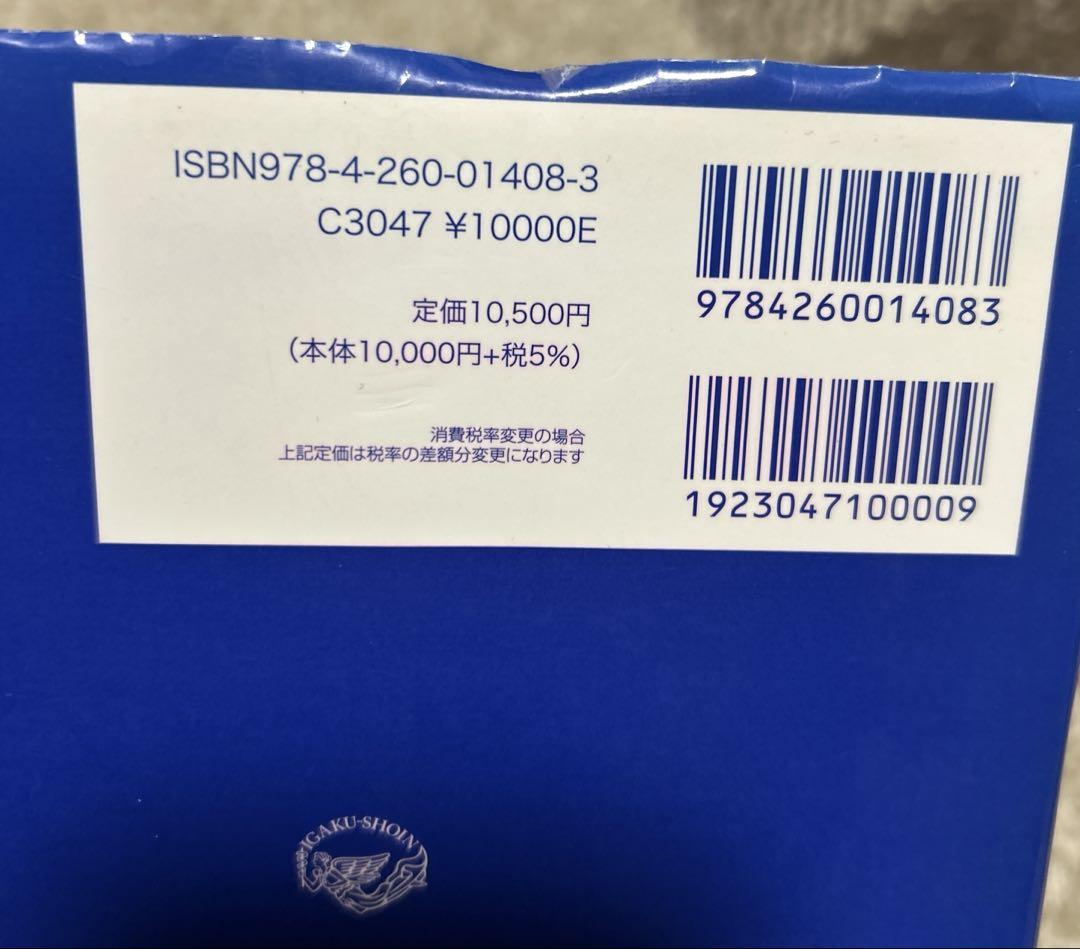 ISBN978-4-260-01408-3
C3047 ¥10000E
定価10,500円
（本体10,000円+税5%）
消費税率変更の場合
上記定価は税率の差額分変更になります
9784260014083
1923047100009
IGAKU-SHOIN